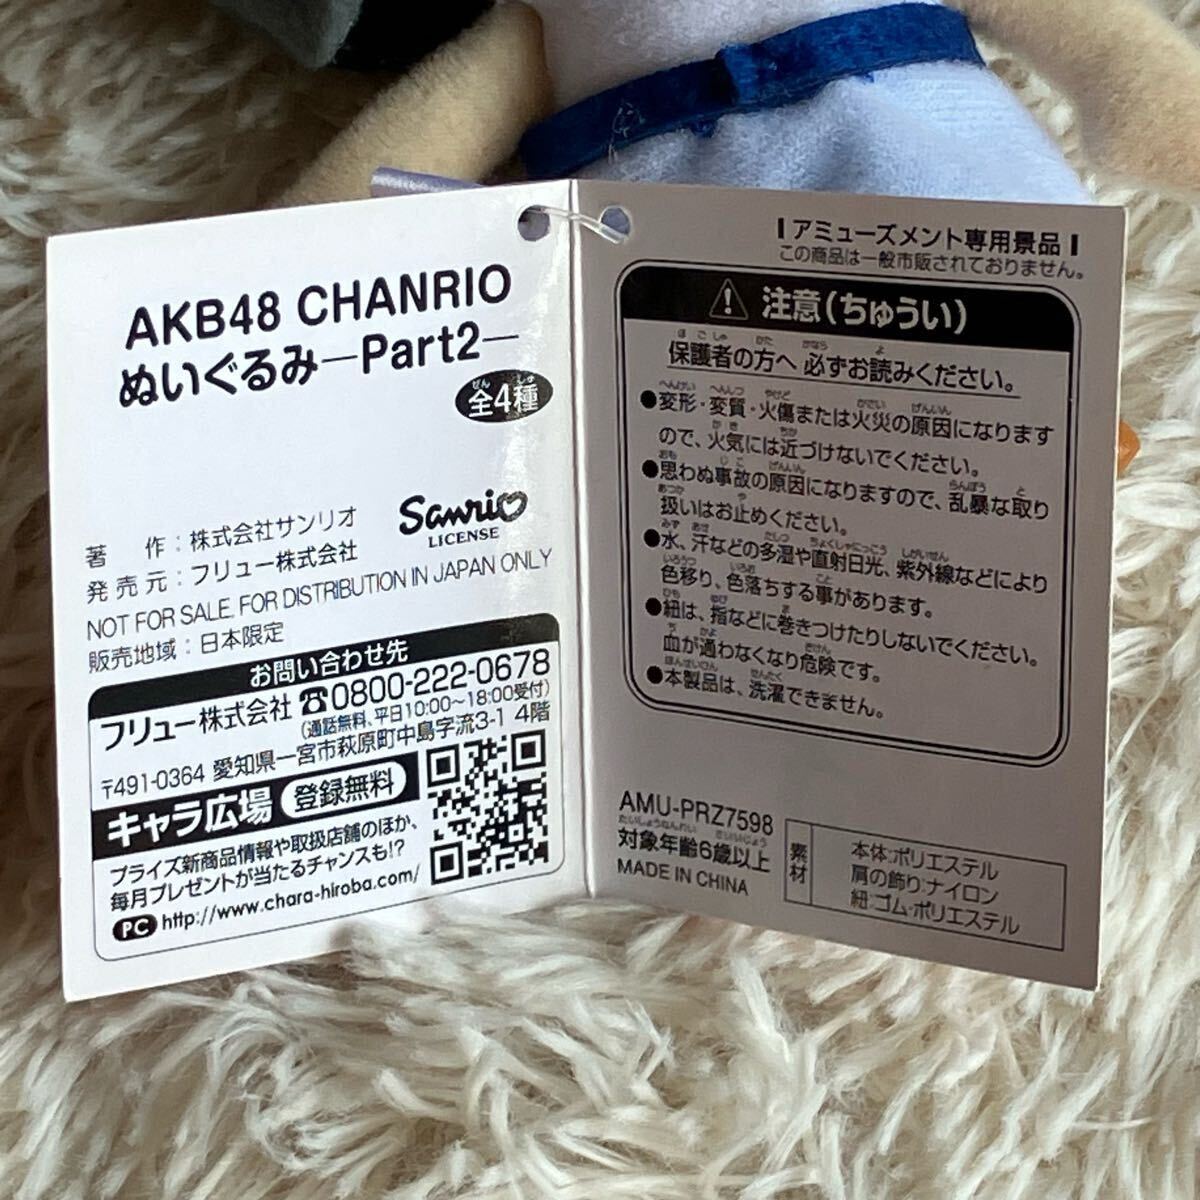 AKB48 CHANRIO
ぬいぐるみ―Part2―
全4種
著 作：株式会社サンリオ
発売元：フリュー株式会社
Sanrio
LICENSE
NOT FOR SALE. FOR DISTRIBUTION IN JAPAN ONLY
販売地域：日本限定
お問い合わせ先
フリュー株式会社 ☎0800-222-0678
(通話無料、平日10:00～18:00受付)
〒491-0364 愛知県一宮市萩原町中島字流3-1 4階
キャラ広場 登録無料
プライズ新商品情報や取扱店舗のほか、
毎月プレゼントが当たるチャンスも!?
PC http://www.chara-hiroba.com/
アミューズメント専用景品
この商品は一般市販されておりません。
注意(ちゅうい)
保護者の方へ 必ずお読みください。
●変形・変質・火傷または火災の原因になります
ので、火気には近づけないでください。
●思わぬ事故の原因になりますので、乱暴な取り
扱いはお止めください。
●水、汗などの多湿や直射日光、紫外線などにより
色移り、色落ちする事があります。
●紐は、指などに巻きつけたりしないでください。
血が通わなくなり危険です。
●本製品は、洗濯できません。
AMU-PRZ7598
対象年齢6歳以上
MADE IN CHINA
素材
本体:ポリエステル
肩の飾り:ナイロン
紐:ゴム・ポリエステル